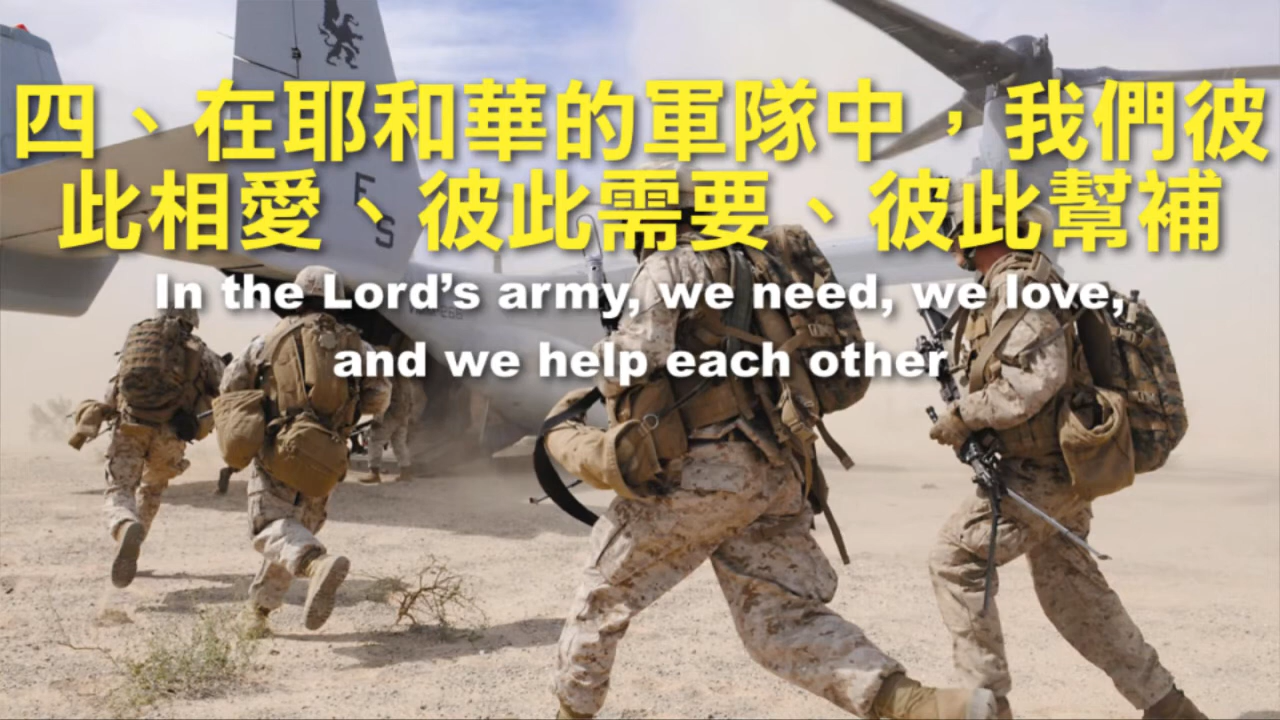 四、在耶和華的軍隊中，我們彼
此相愛、彼此需要、彼此幫補
In the Lord’s army, we need, we love,
and we help each other
E
S